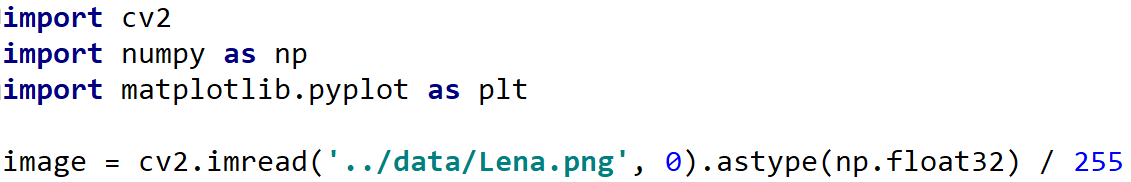 import cv2
import numpy as np
import matplotlib.pyplot as plt
image = cv2.imread('../data/Lena.png', 0).astype(np.float32) / 255